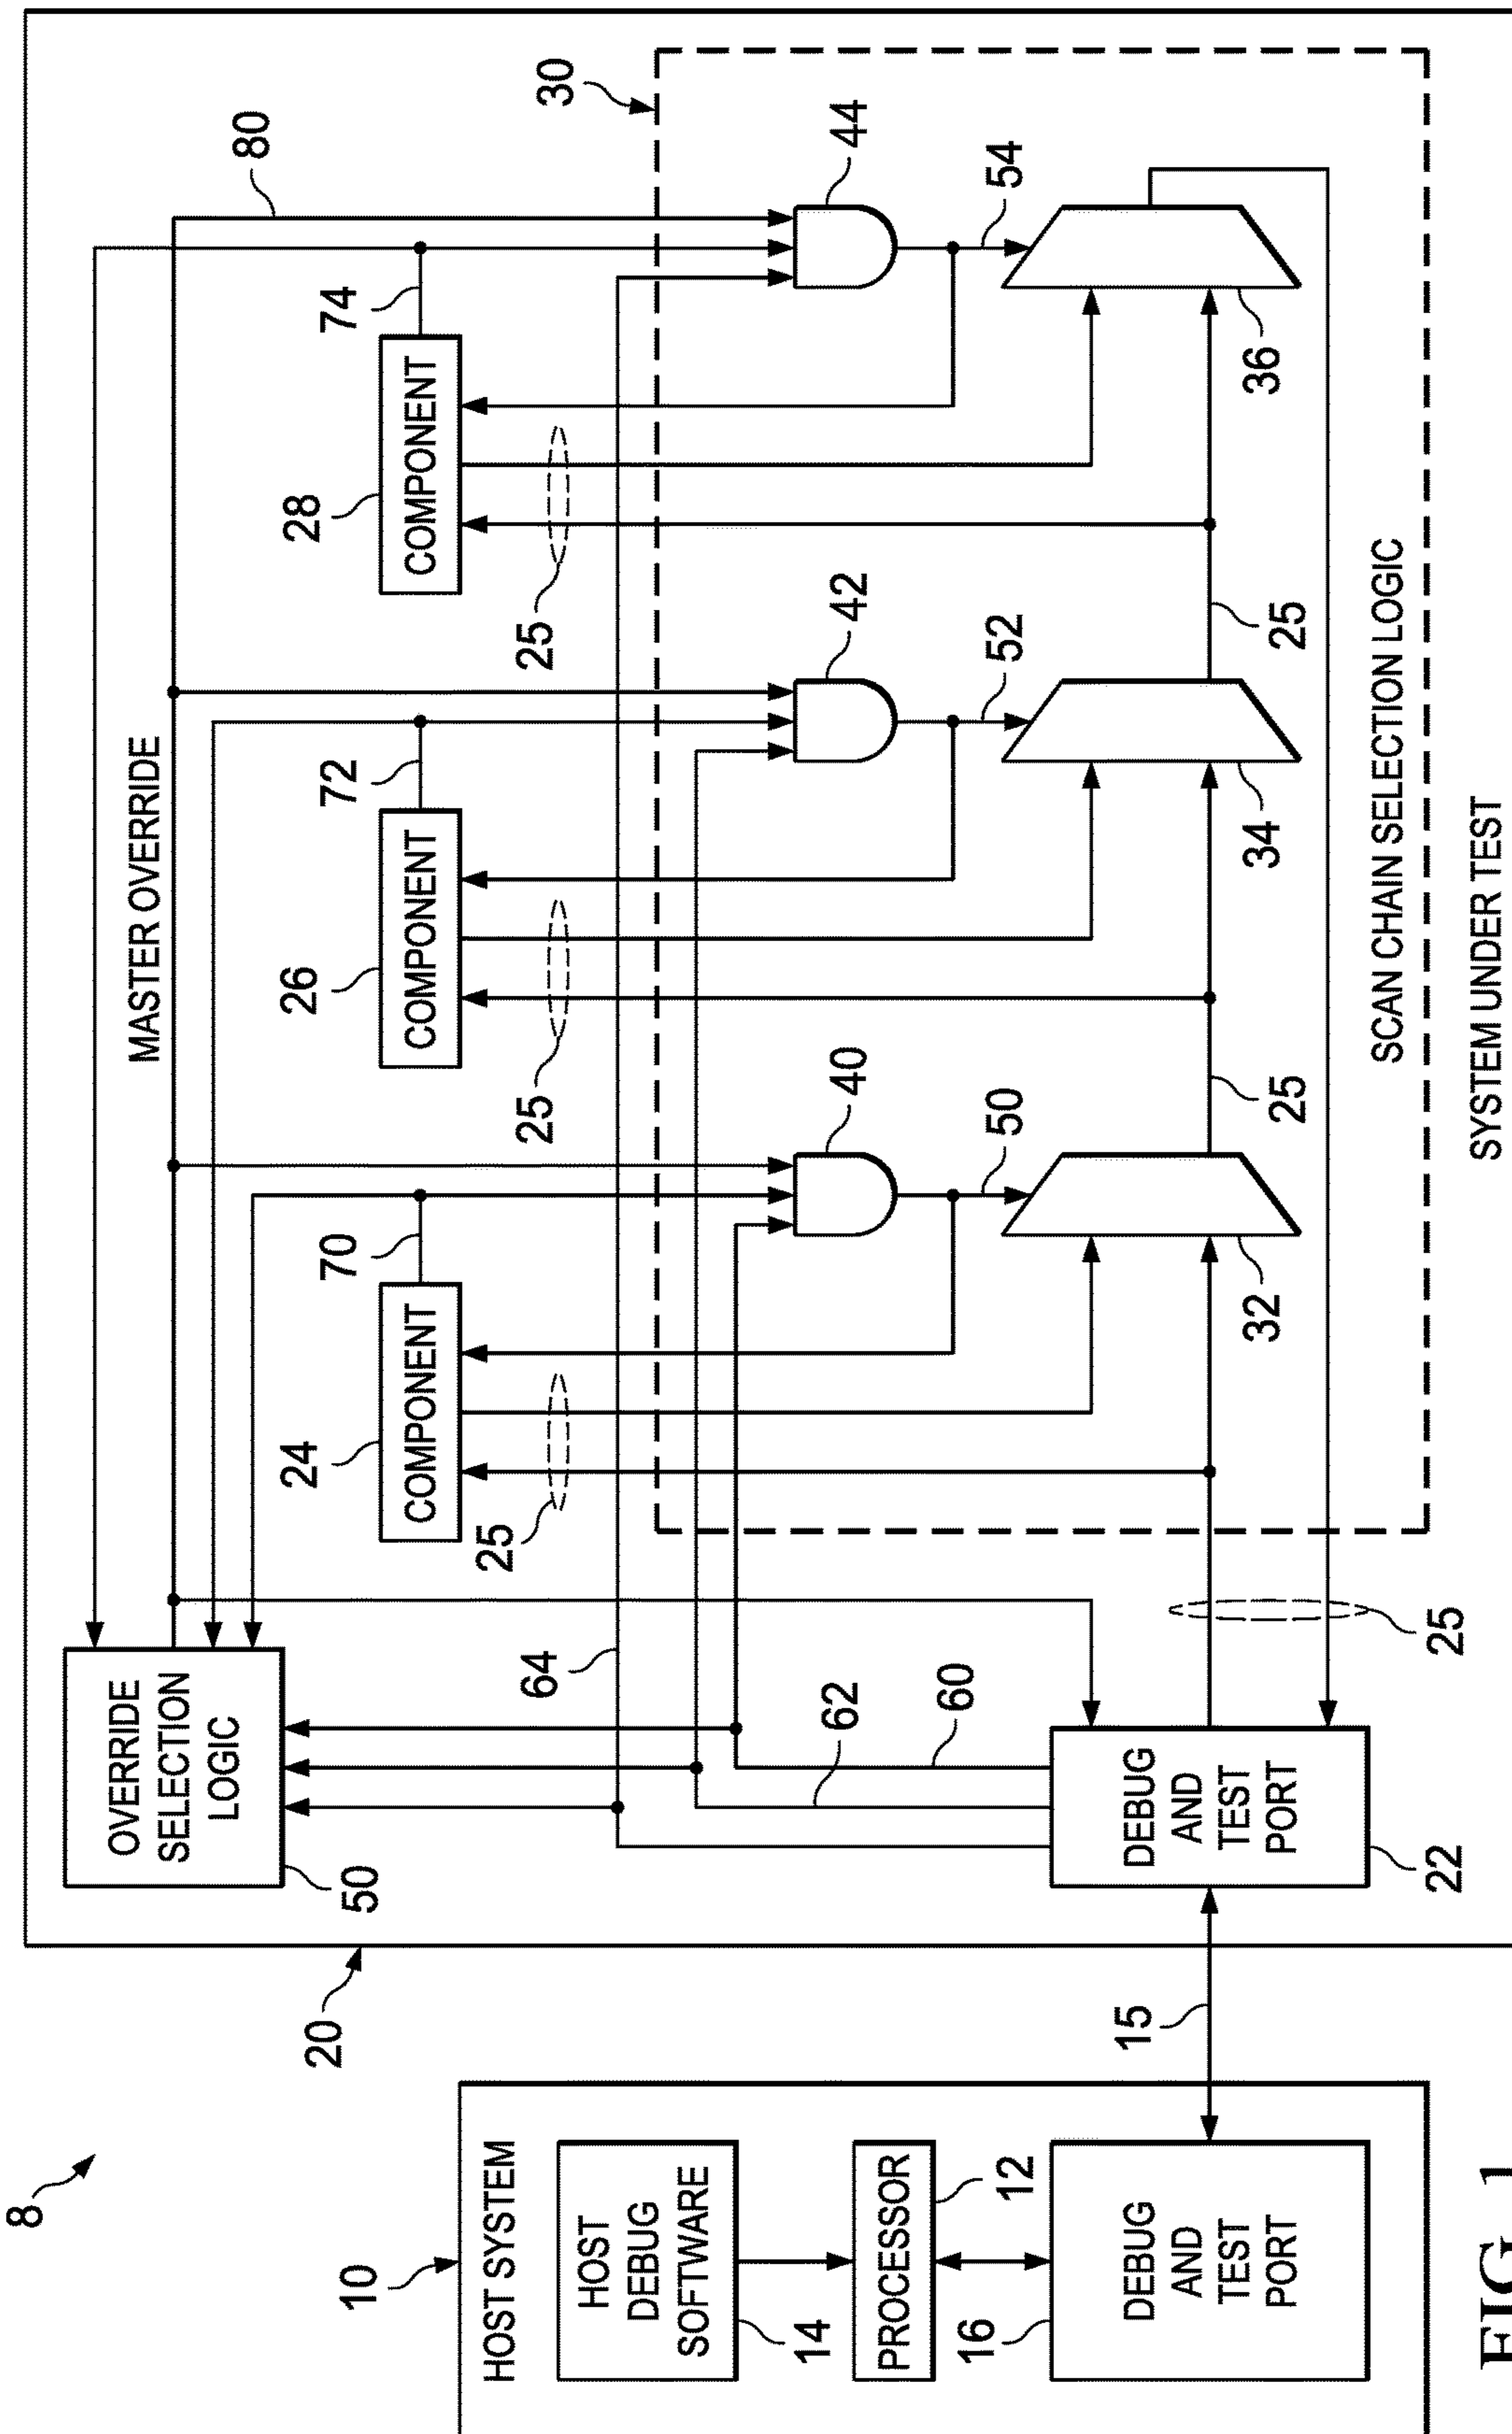 8
10
HOST SYSTEM
HOST
DEBUG
SOFTWARE
14
PROCESSOR
12
16
DEBUG
AND
TEST
PORT
15
20
OVERRIDE
SELECTION
LOGIC
50
MASTER OVERRIDE
80
64
62
60
DEBUG
AND
TEST
PORT
22
25
24
COMPONENT
70
25
40
50
32
25
26
COMPONENT
72
25
42
52
34
25
28
COMPONENT
74
25
30
44
54
36
SCAN CHAIN SELECTION LOGIC
SYSTEM UNDER TEST
FIG. 1